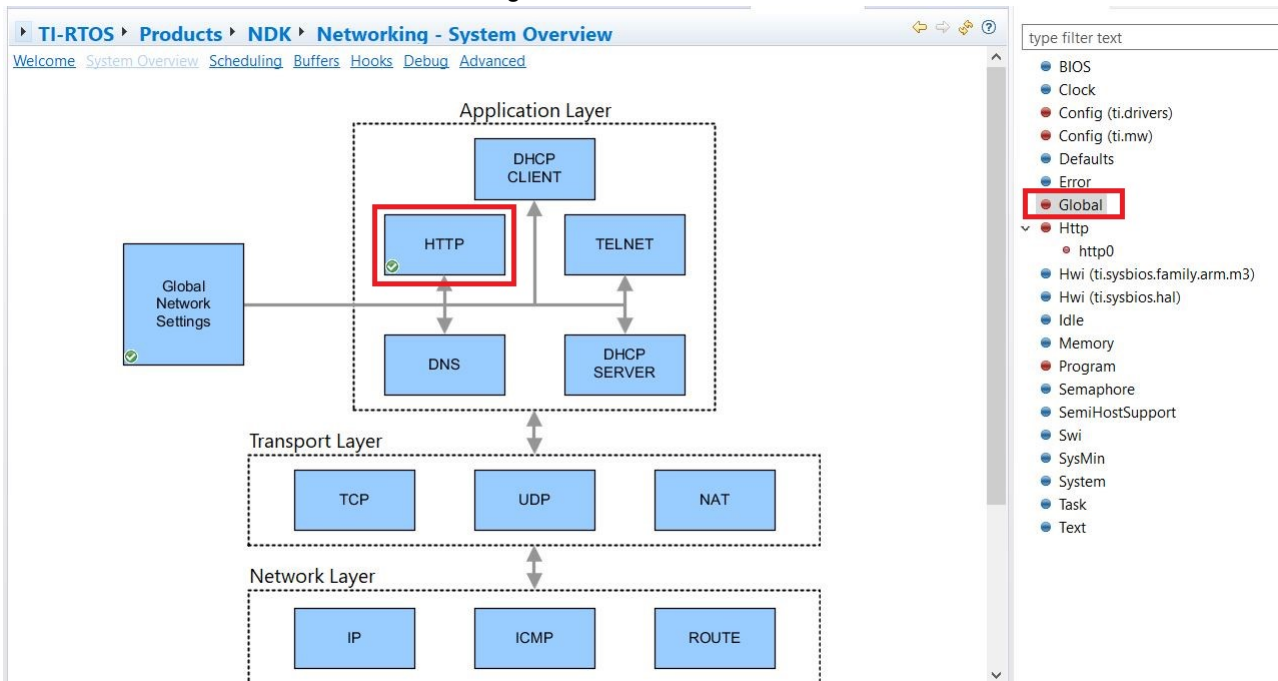 TI-RTOS Products NDK Networking - System Overview
Welcome System Overview Scheduling Buffers Hooks Debug Advanced
Application Layer
DHCP
CLIENT
HTTP
TELNET
Global
Network
Settings
DNS
DHCP
SERVER
Transport Layer
TCP
UDP
NAT
Network Layer
IP
ICMP
ROUTE
type filter text
BIOS
Clock
Config (ti.drivers)
Config (ti.mw)
Defaults
Error
Global
Http
http0
Hwi (ti.sysbios.family.arm.m3)
Hwi (ti.sysbios.hal)
Idle
Memory
Program
Semaphore
SemiHostSupport
Swi
SysMin
System
Task
Text